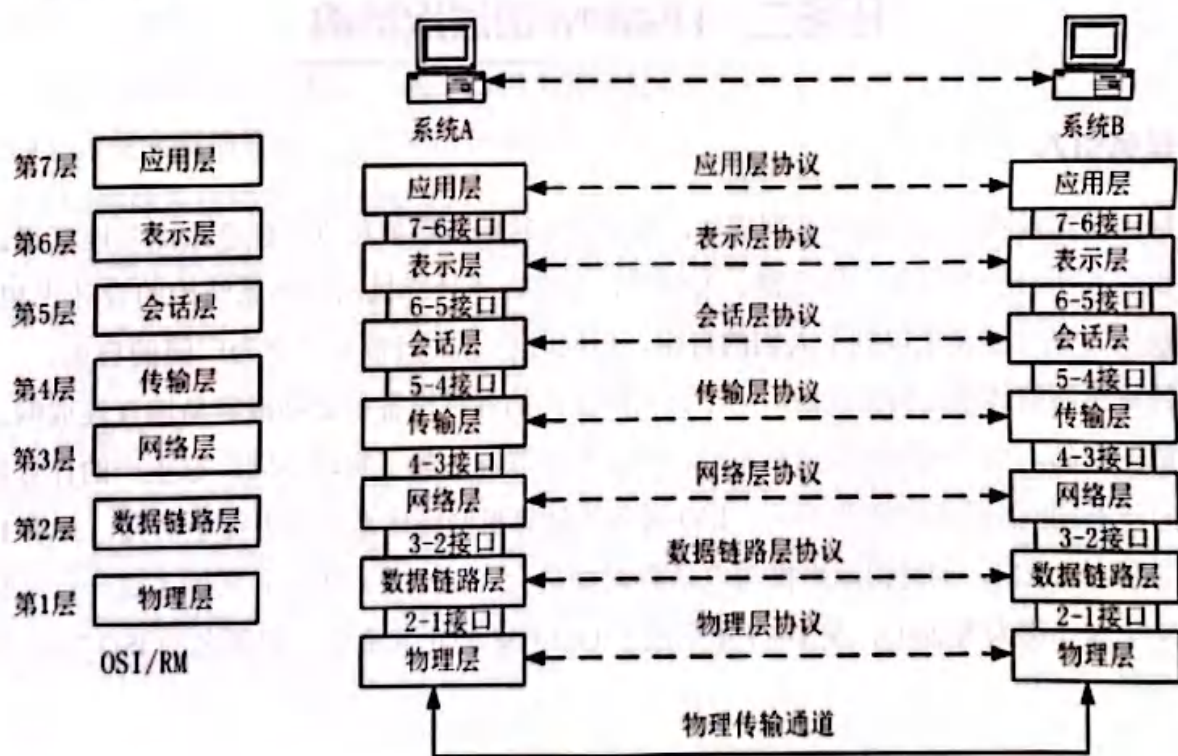 系统A
系统B
第7层 应用层
第6层 表示层
第5层 会话层
第4层 传输层
第3层 网络层
第2层 数据链路层
第1层 物理层
OSI/RM
应用层
7-6接口
表示层
6-5接口
会话层
5-4接口
传输层
4-3接口
网络层
3-2接口
数据链路层
2-1接口
物理层
应用层协议
表示层协议
会话层协议
传输层协议
网络层协议
数据链路层协议
物理层协议
物理传输通道
应用层
7-6接口
表示层
6-5接口
会话层
5-4接口
传输层
4-3接口
网络层
3-2接口
数据链路层
2-1接口
物理层